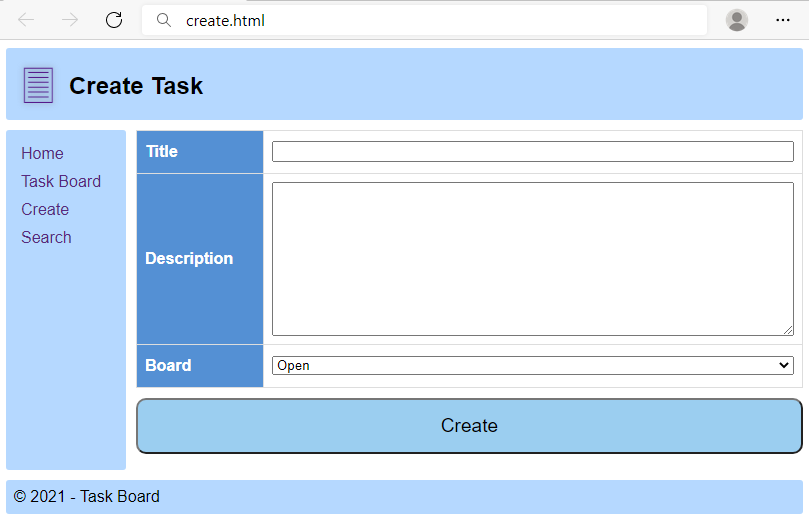 create.html
Create Task
Home
Task Board
Create
Search
Title
Description
Board
Open
Create
© 2021 - Task Board